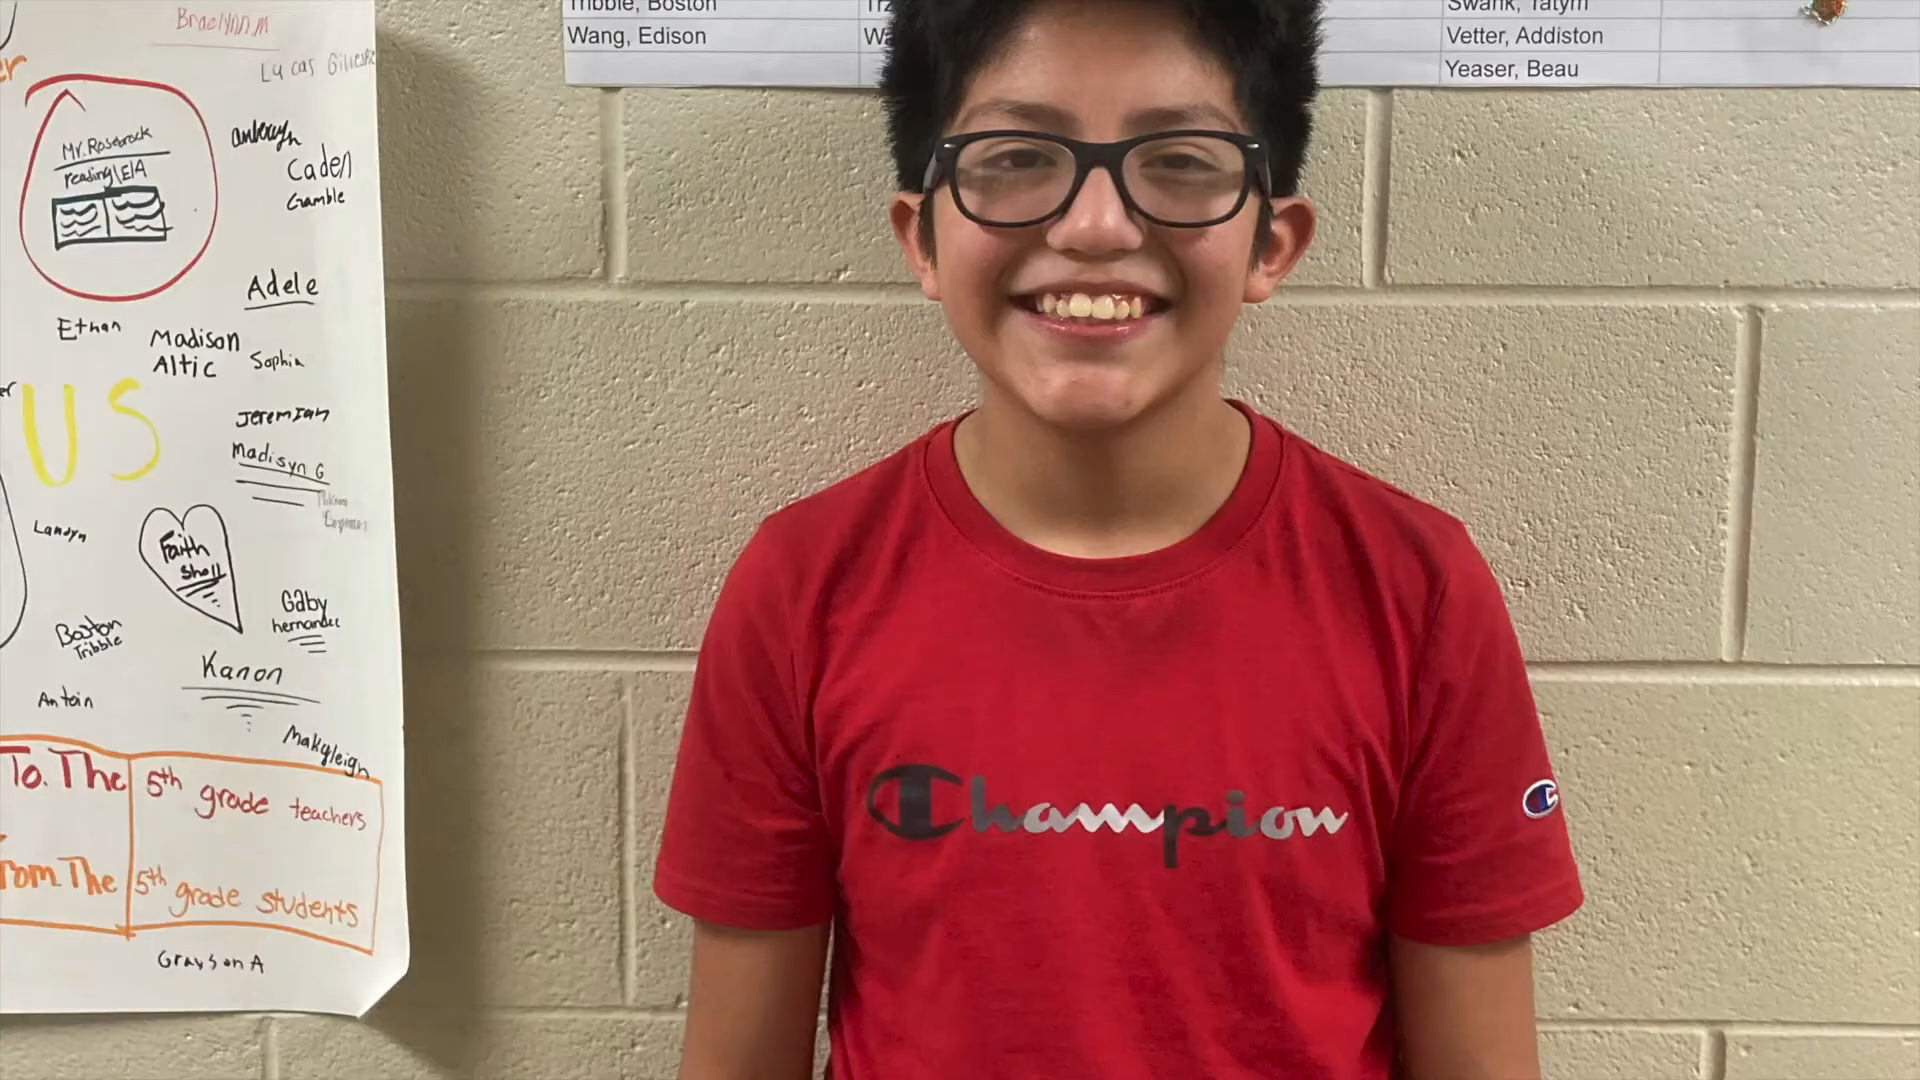 Braelynn.M
Lucas Gillespie
er
Mr. Rosebrock
reading\ElA
Caden
Gamble
Adele
Ethan
Madison
Altic
Sophia
US
Jeremiah
Madisyn G
Landyn
Faith
Shell
Gaby
hernandez
Boston
Tribble
Kanon
Antoin
Makyleigh
To. The
5th grade teachers
From. The
5th grade students
Grayson A
Tribble, Boston
Wang, Edison
Swank, Tatym
Vetter, Addiston
Yeaser, Beau
Champion